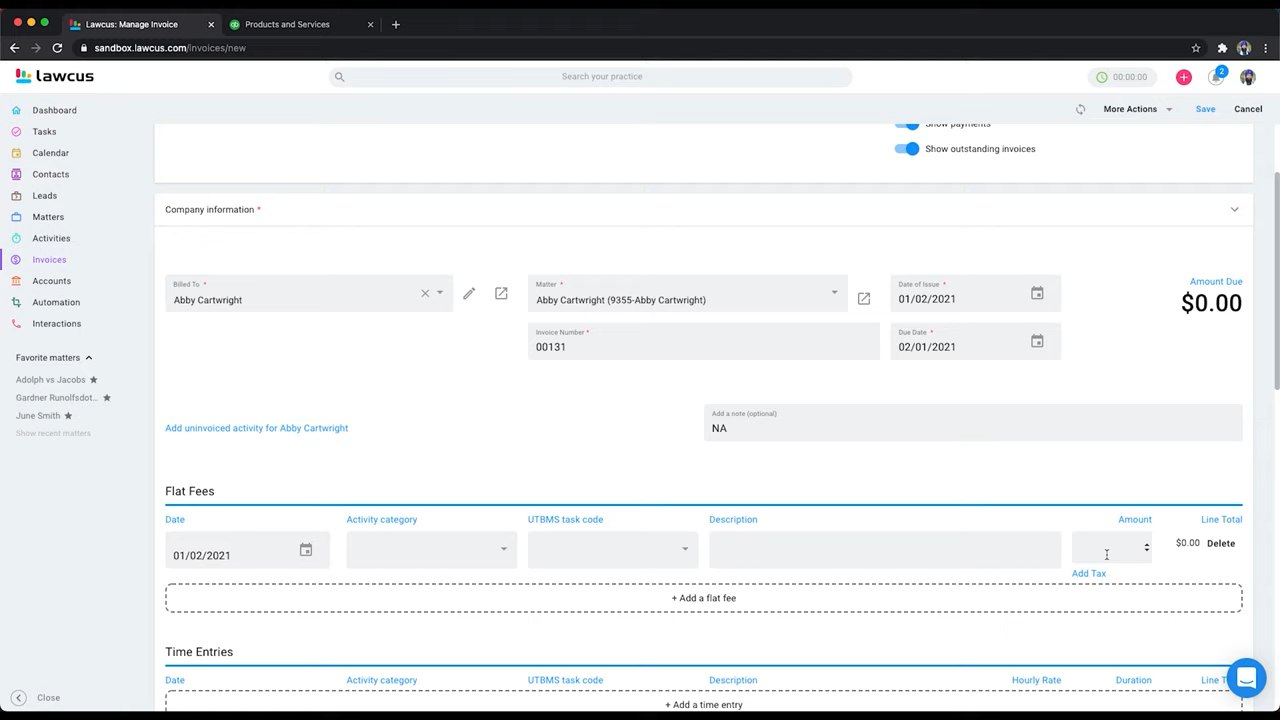 Lawcus: Manage Invoice
Products and Services
sandbox.lawcus.com/invoices/new
lawcus
Search your practice
00:00:00
2
Dashboard
Tasks
Calendar
Contacts
Leads
Matters
Activities
Invoices
Accounts
Automation
Interactions
Favorite matters
Adolph vs Jacobs
Gardner Runolfsdot...
June Smith
Show recent matters
Close
More Actions
Save
Cancel
Show payments
Show outstanding invoices
Company information *
Billed To *
Abby Cartwright
Matter *
Abby Cartwright (9355-Abby Cartwright)
Date of Issue *
01/02/2021
Amount Due
$0.00
Invoice Number *
00131
Due Date *
02/01/2021
Add uninvoiced activity for Abby Cartwright
Add a note (optional)
NA
Flat Fees
Date Activity category UTBMS task code Description Amount Line Total
01/02/2021
$0.00 Delete
Add Tax
+ Add a flat fee
Time Entries
Date Activity category UTBMS task code Description Hourly Rate Duration Line T
+ Add a time entry